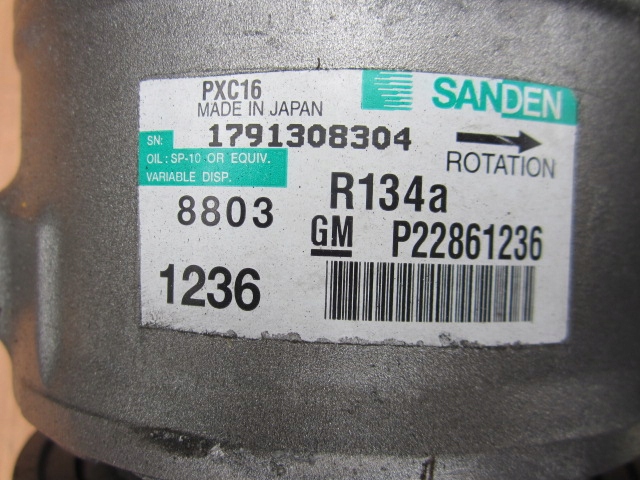 PXC16
MADE IN JAPAN
SANDEN
SN: 1791308304
ROTATION
OIL: SP-10 OR EQUIV.
VARIABLE DISP.
8803
R134a
GM P22861236
1236